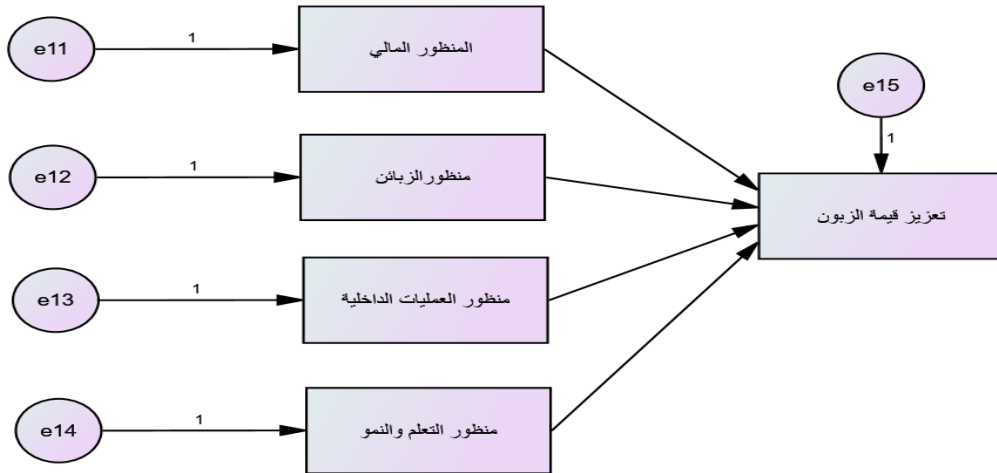 e11
1
المنظور المالي
e15
1
e12
1
منظورالزبائن
تعزيز قيمة الزبون
e13
1
منظور العمليات الداخلية
e14
1
منظور التعلم والنمو